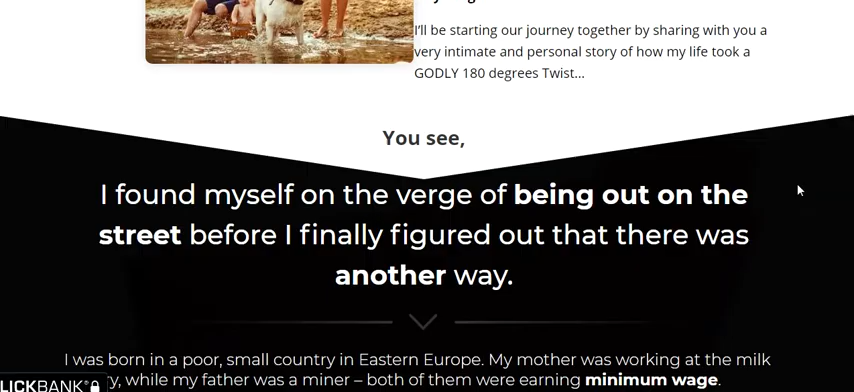 I'll be starting our journey together by sharing with you a
very intimate and personal story of how my life took a
GODLY 180 degrees Twist...
You see,
I found myself on the verge of being out on the
street before I finally figured out that there was
another way.
I was born in a poor, small country in Eastern Europe. My mother was working at the milk
ry, while my father was a miner – both of them were earning minimum wage.
LICKBANK®